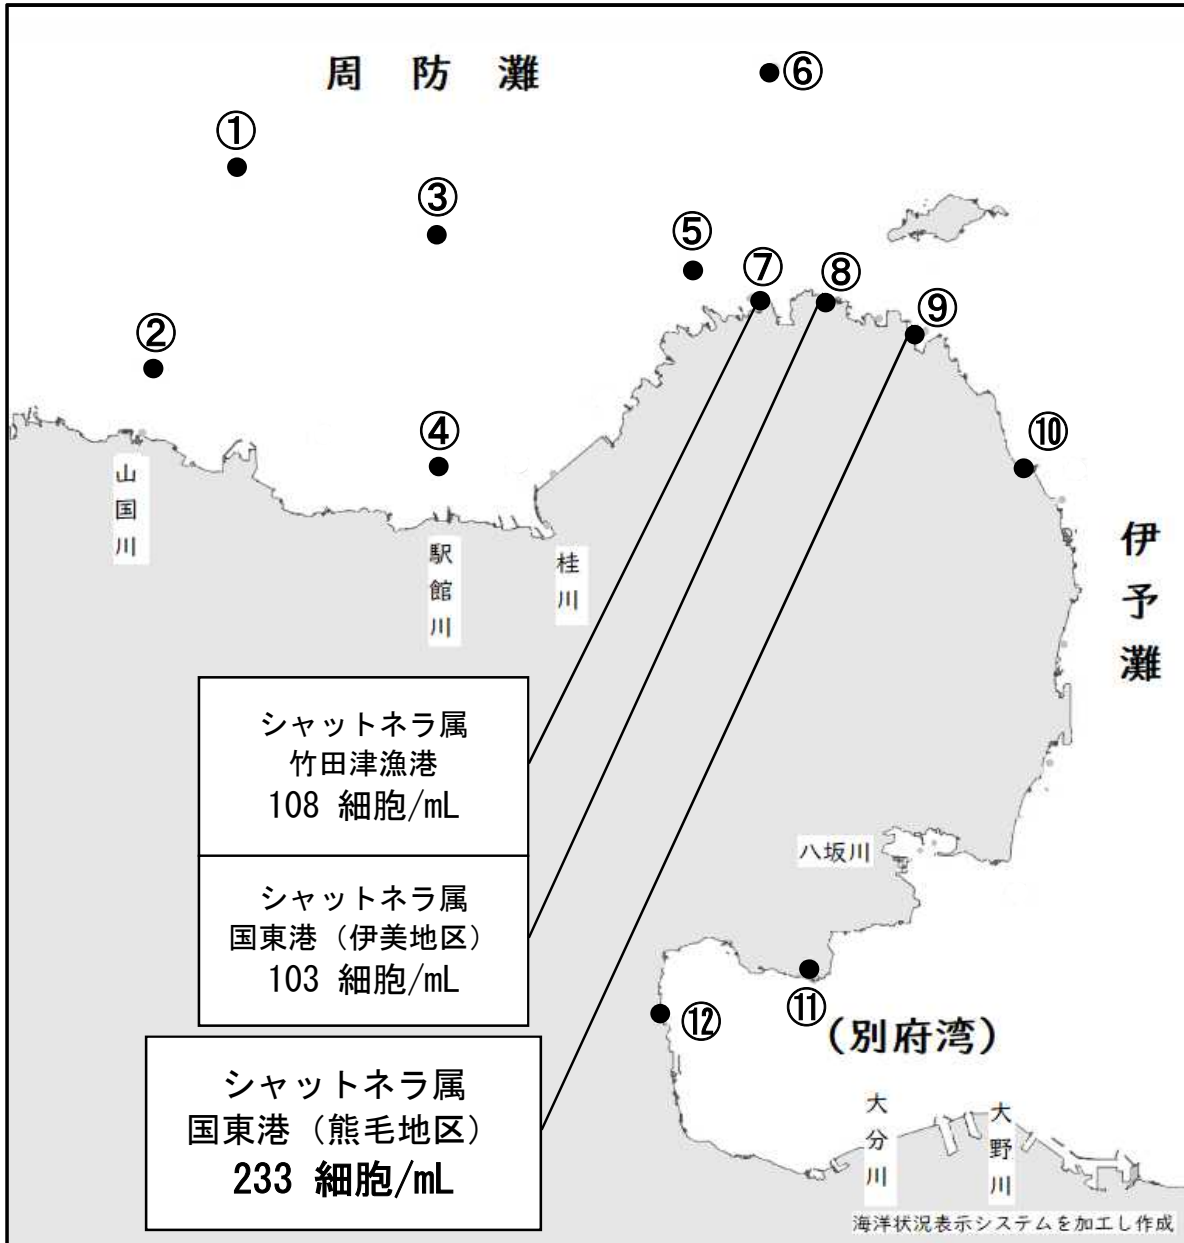 周防灘
⑥
①
③
⑤
⑦
⑧
⑨
②
④
⑩
山国川
駅館川
桂川
伊予灘
シャットネラ属
竹田津漁港
108 細胞/mL
シャットネラ属
国東港（伊美地区）
103 細胞/mL
八坂川
⑪
⑫
（別府湾）
シャットネラ属
国東港（熊毛地区）
233 細胞/mL
大分川
大野川
海洋状況表示システムを加工し作成